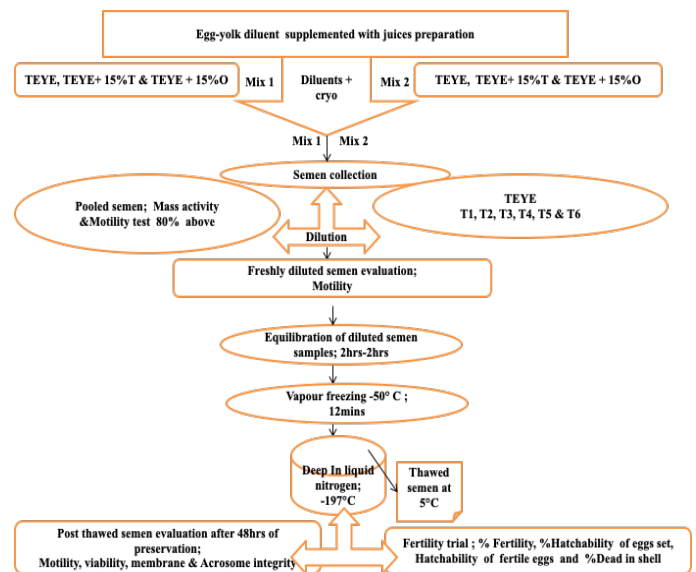 Egg-yolk diluent supplemented with juices preparation
TEYE, TEYE+ 15%T & TEYE + 15%O
Mix 1
Diluents +
cryo
Mix 2
TEYE, TEYE+ 15%T & TEYE + 15%O
Mix 1
Mix 2
Semen collection
Pooled semen; Mass activity
&Motility test 80% above
TEYE
T1, T2, T3, T4, T5 & T6
Dilution
Freshly diluted semen evaluation;
Motility
Equilibration of diluted semen
samples; 2hrs-2hrs
Vapour freezing -50° C ;
12mins
Deep In liquid
nitrogen;
-197°C
Thawed
semen at
5°C
Post thawed semen evaluation after 48hrs of
preservation;
Motility, viability, membrane & Acrosome integrity
Fertility trial ; % Fertility, %Hatchability of eggs set,
Hatchability of fertile eggs and %Dead in shell